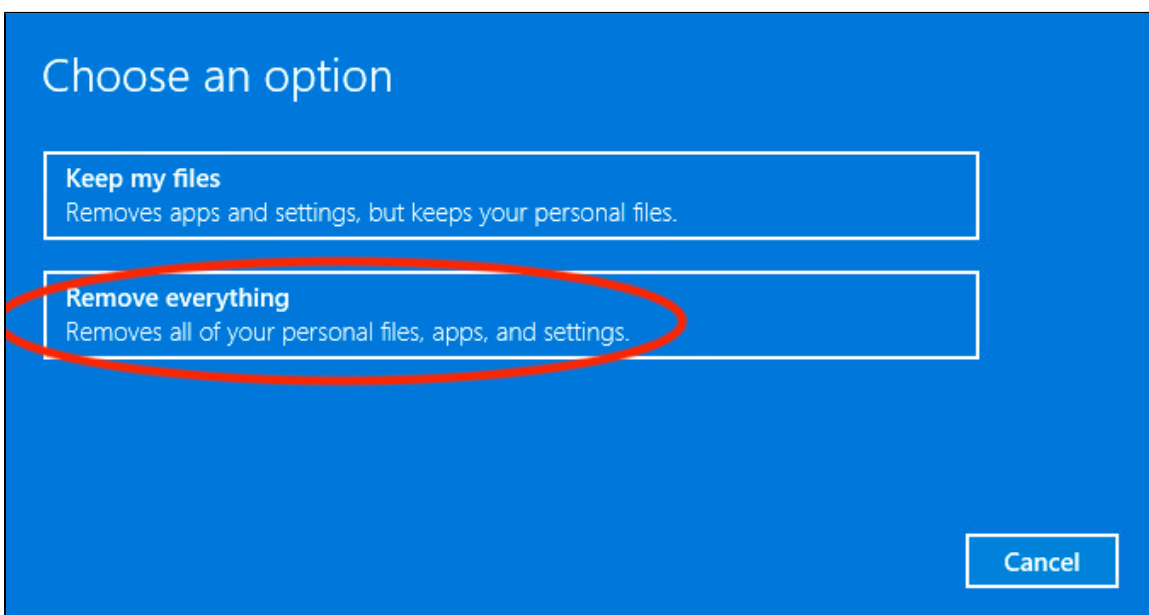 Choose an option
Keep my files
Removes apps and settings, but keeps your personal files.
Remove everything
Removes all of your personal files, apps, and settings.
Cancel